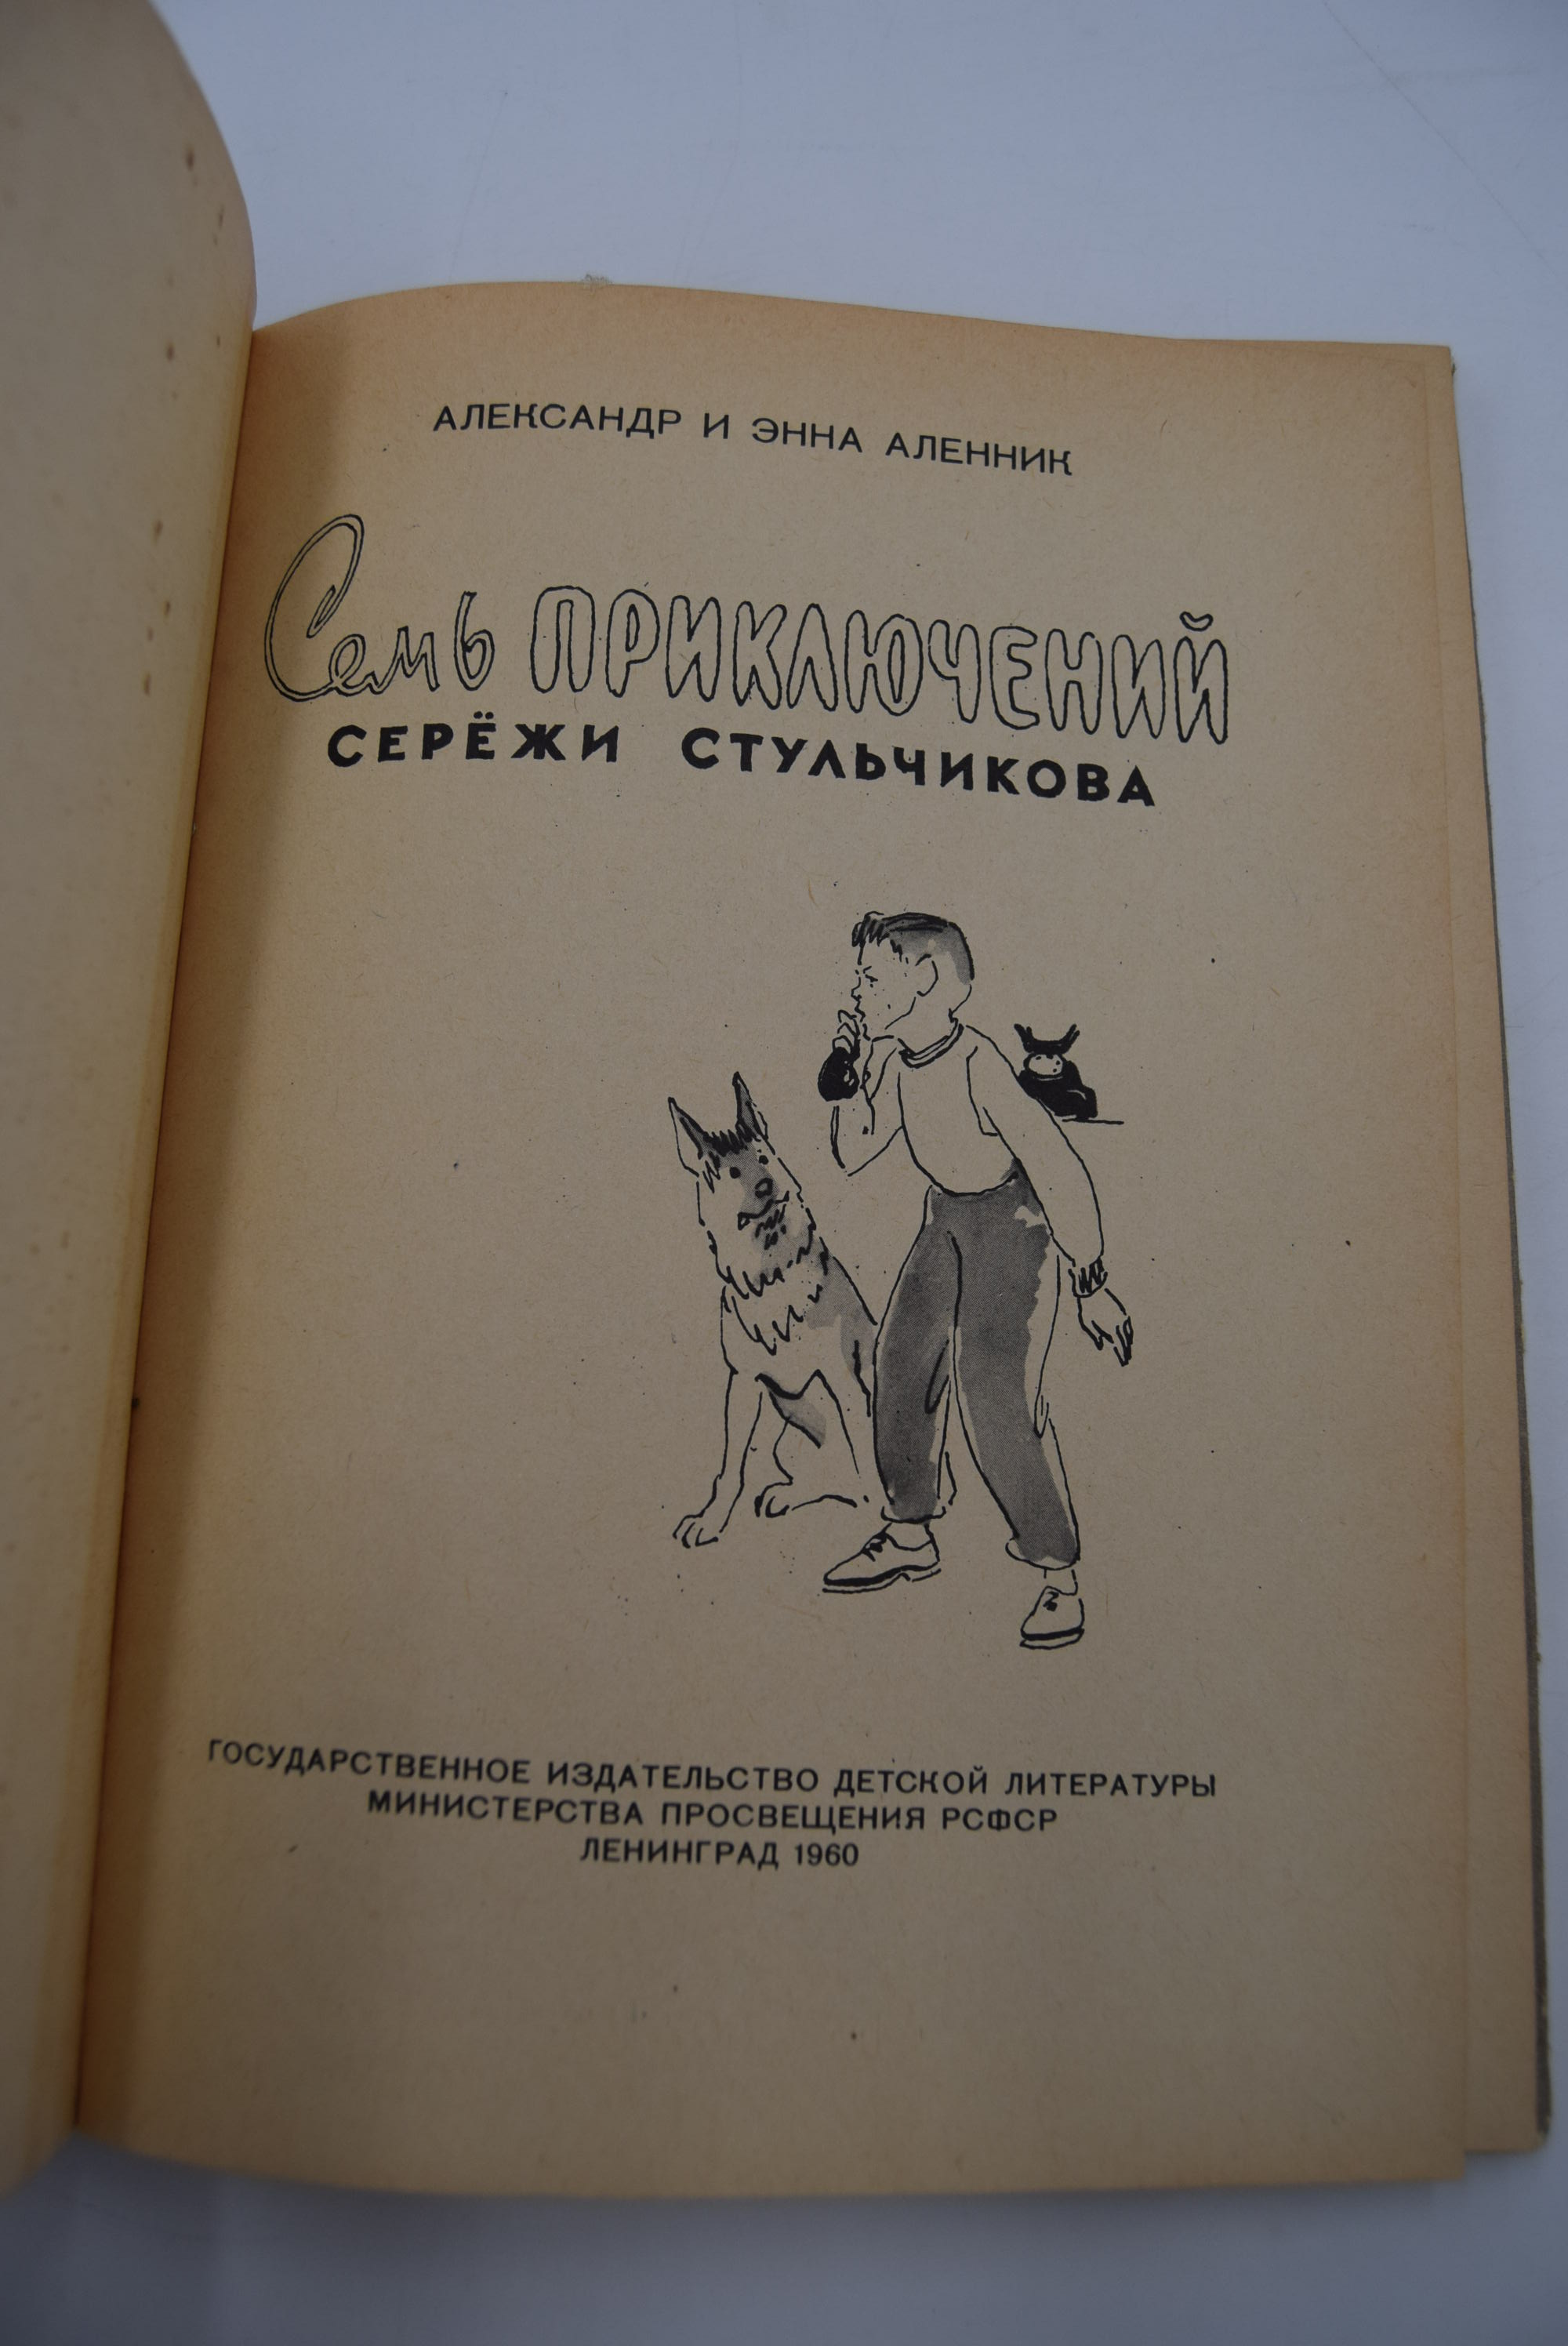 АЛЕКСАНДР И ЭННА АЛЕННИК
Семь ПРИКЛЮЧЕНИЙ
СЕРЁЖИ СТУЛЬЧИКОВА
ГОСУДАРСТВЕННОЕ ИЗДАТЕЛЬСТВО ДЕТСКОЙ ЛИТЕРАТУРЫ
МИНИСТЕРСТВА ПРОСВЕЩЕНИЯ РСФСР
ЛЕНИНГРАД 1960